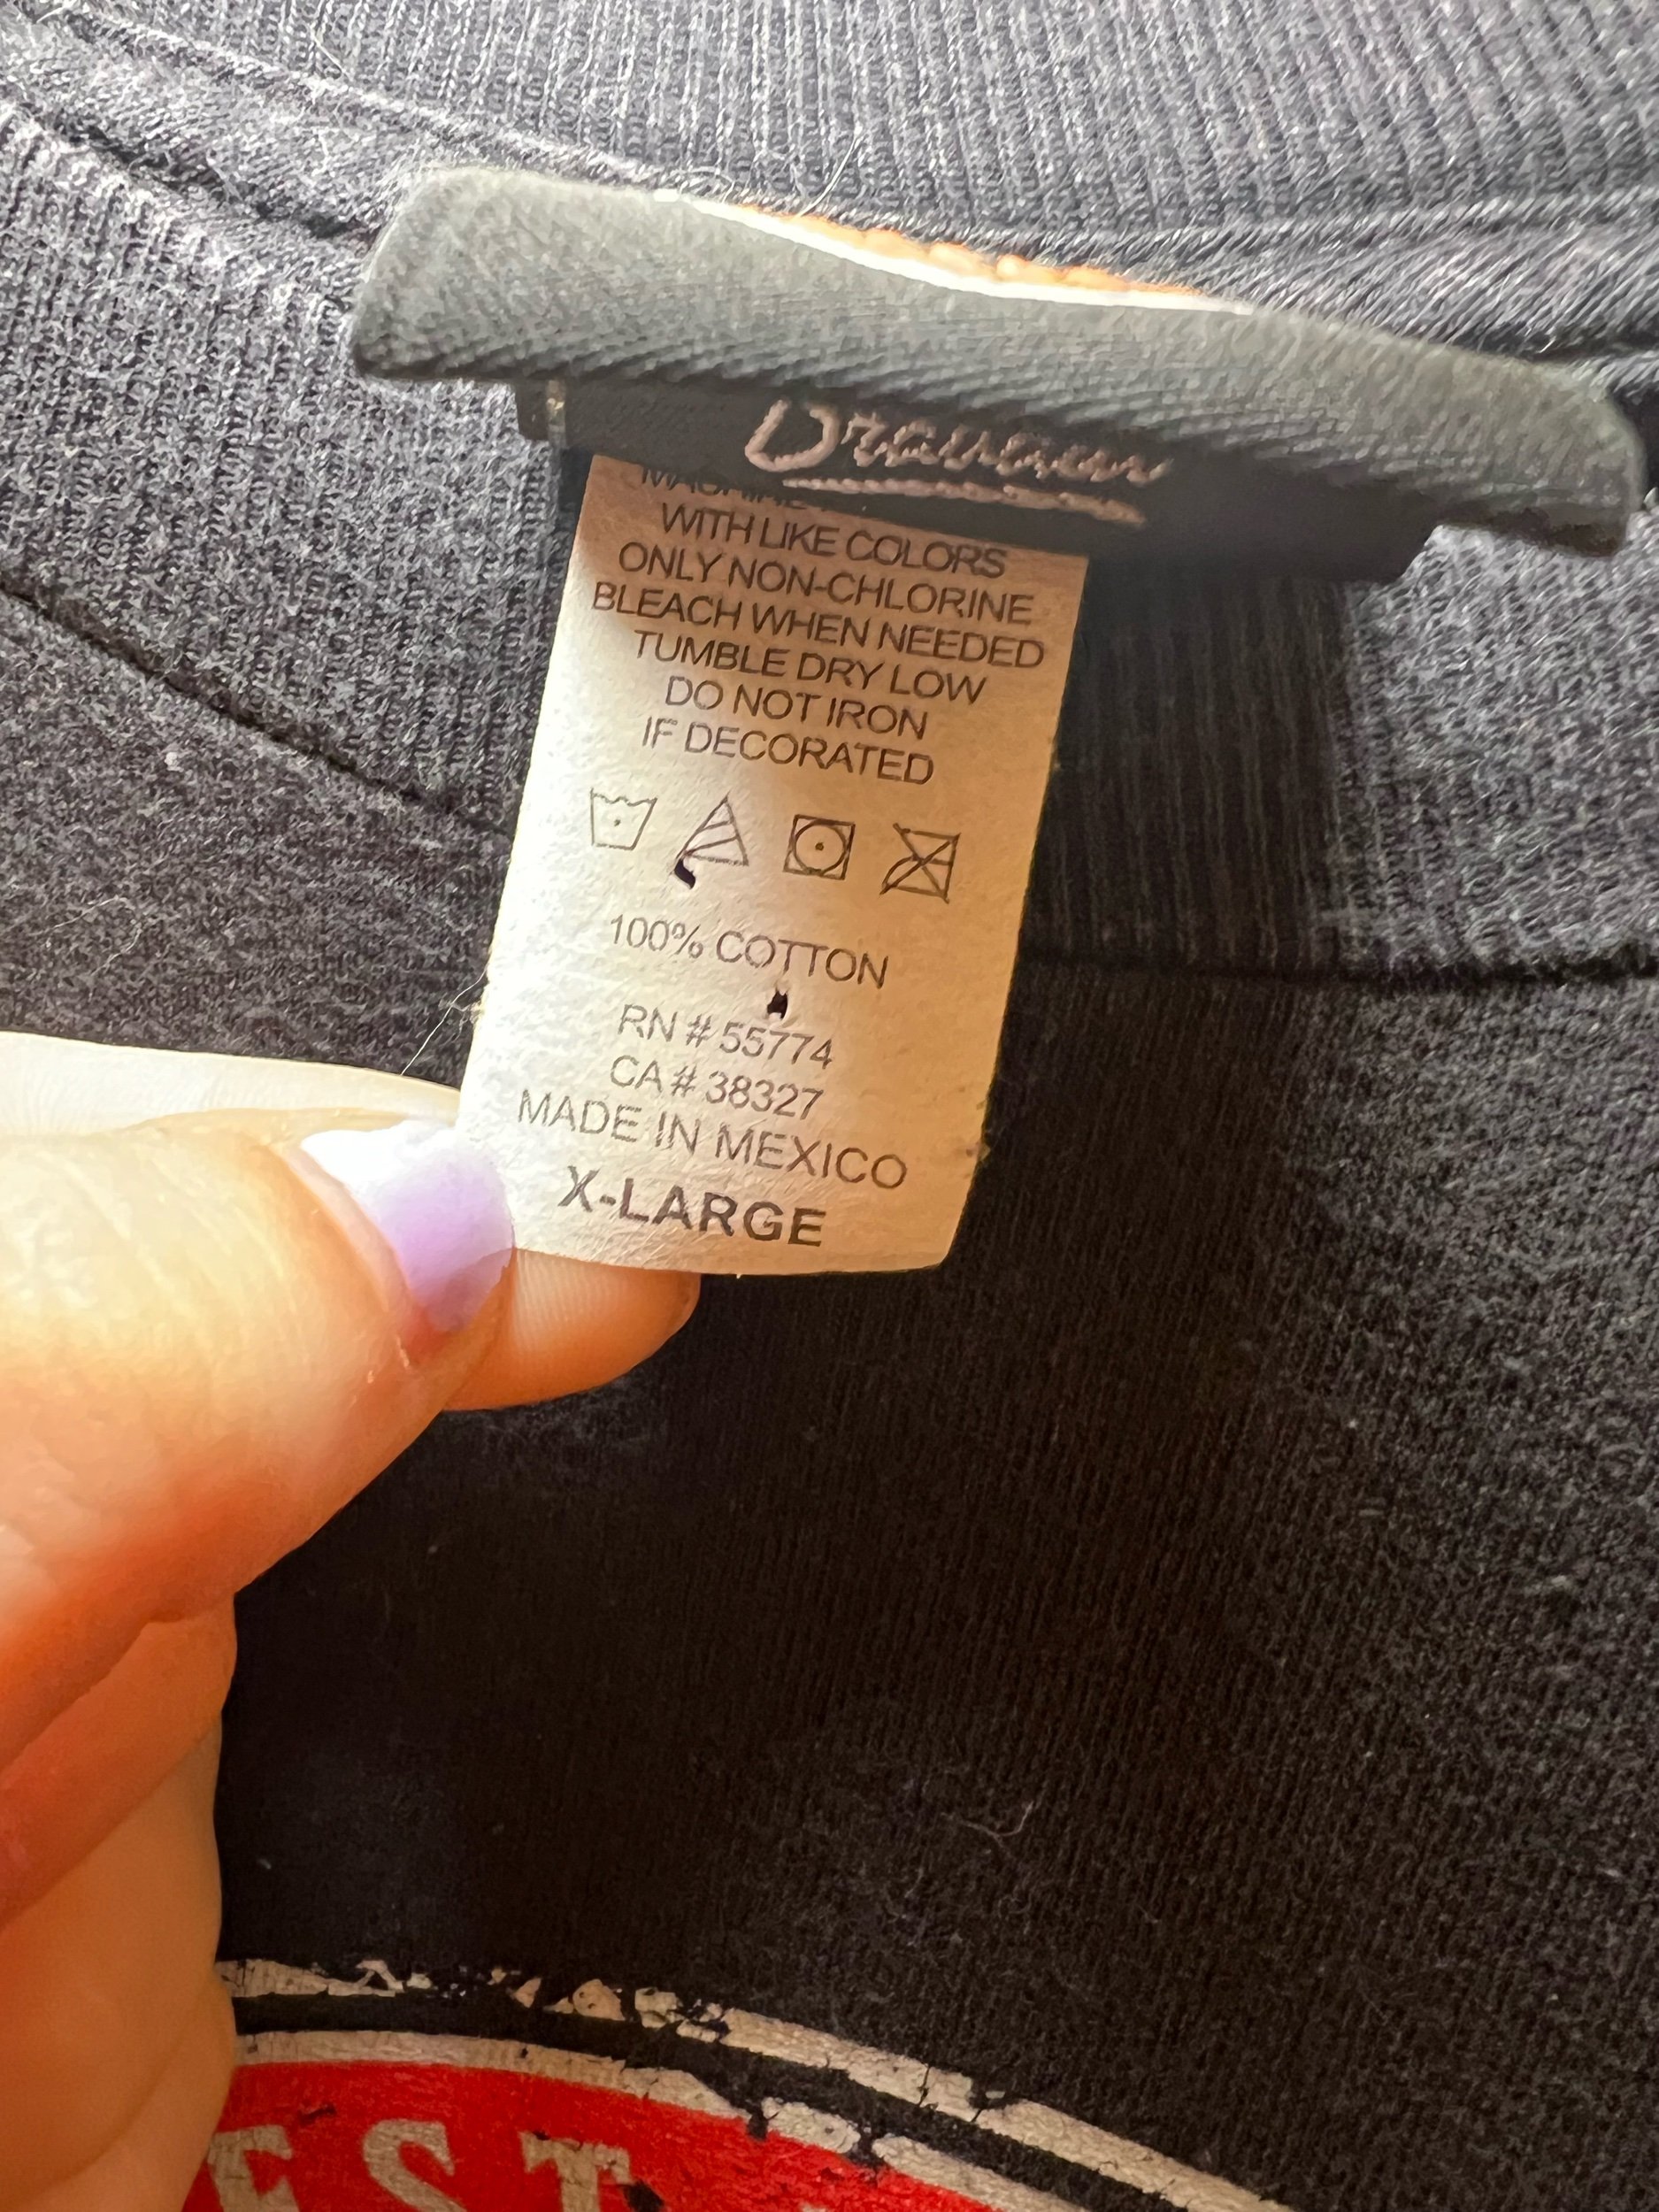 WITH LIKE COLORS
ONLY NON-CHLORINE
BLEACH WHEN NEEDED
TUMBLE DRY LOW
DO NOT IRON
IF DECORATED
100% COTTON
RN # 55774
CA # 38327
MADE IN MEXICO
X-LARGE
EST